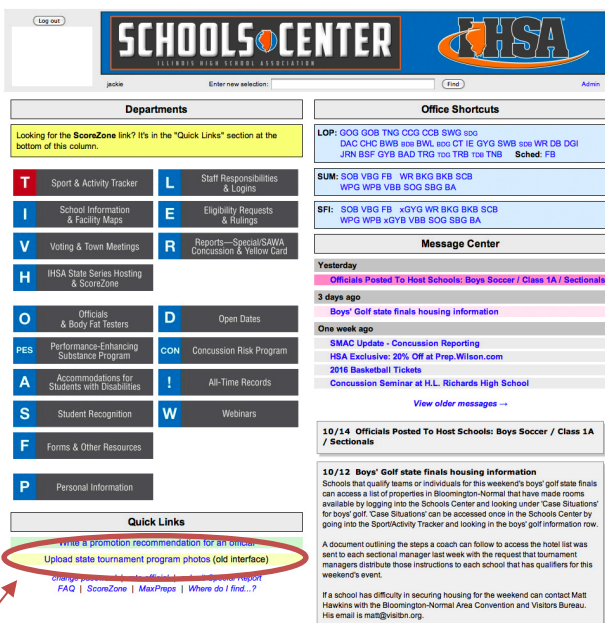 Log out
SCHOOLS CENTER
ILLINOIS HIGH SCHOOL ASSOCIATION
IHSA
jackie Enter new selection: Find Admin
Departments
Looking for the ScoreZone link? It's in the "Quick Links" section at the
bottom of this column.
T Sport & Activity Tracker
L Staff Responsibilities
& Logins
I School Information
& Facility Maps
E Eligibility Requests
& Rulings
V Voting & Town Meetings
R Reports—Special/SAWA
Concussion & Yellow Card
H IHSA State Series Hosting
& ScoreZone
O Officials
& Body Fat Testers
D Open Dates
PES Performance-Enhancing
Substance Program
CON Concussion Risk Program
A Accommodations for
Students with Disabilities
! All-Time Records
S Student Recognition
W Webinars
F Forms & Other Resources
P Personal Information
Quick Links
Write a promotion recommendation for an official
Upload state tournament program photos (old interface)
Special Report
FAQ | ScoreZone | MaxPreps | Where do I find...?
Office Shortcuts
LOP: GOG GOB TNG CCG CCB SWG SDG
DAC CHC BWB BDB BWL BDG CT IE GYG SWB SDB WR DB DGI
JRN BSF GYB BAD TRG TDG TRB TDB TNB Sched: FB
SUM: SOB VBG FB WR BKG BKB SCB
WPG WPB VBB SOG SBG BA
SFI: SOB VBG FB xGYG WR BKG BKB SCB
WPG WPB xGYB VBB SOG SBG BA
Message Center
Yesterday
Officials Posted To Host Schools: Boys Soccer / Class 1A / Sectionals
3 days ago
Boys' Golf state finals housing information
One week ago
SMAC Update - Concussion Reporting
HSA Exclusive: 20% Off at Prep.Wilson.com
2016 Basketball Tickets
Concussion Seminar at H.L. Richards High School
View older messages →
10/14 Officials Posted To Host Schools: Boys Soccer / Class 1A
/ Sectionals
10/12 Boys' Golf state finals housing information
Schools that qualify teams or individuals for this weekend's boys' golf state finals
can access a list of properties in Bloomington-Normal that have made rooms
available by logging into the Schools Center and looking under 'Case Situations'
for boys' golf. 'Case Situations' can be accessed once in the Schools Center by
going into the Sport/Activity Tracker and looking in the boys' golf information row.
A document outlining the steps a coach can follow to access the hotel list was
sent to each sectional manager last week with the request that tournament
managers distribute those instructions to each school that has qualifiers for this
weekend's event.
If a school has difficulty in securing housing for the weekend can contact Matt
Hawkins with the Bloomington-Normal Area Convention and Visitors Bureau.
His email is matt@visitbn.org.